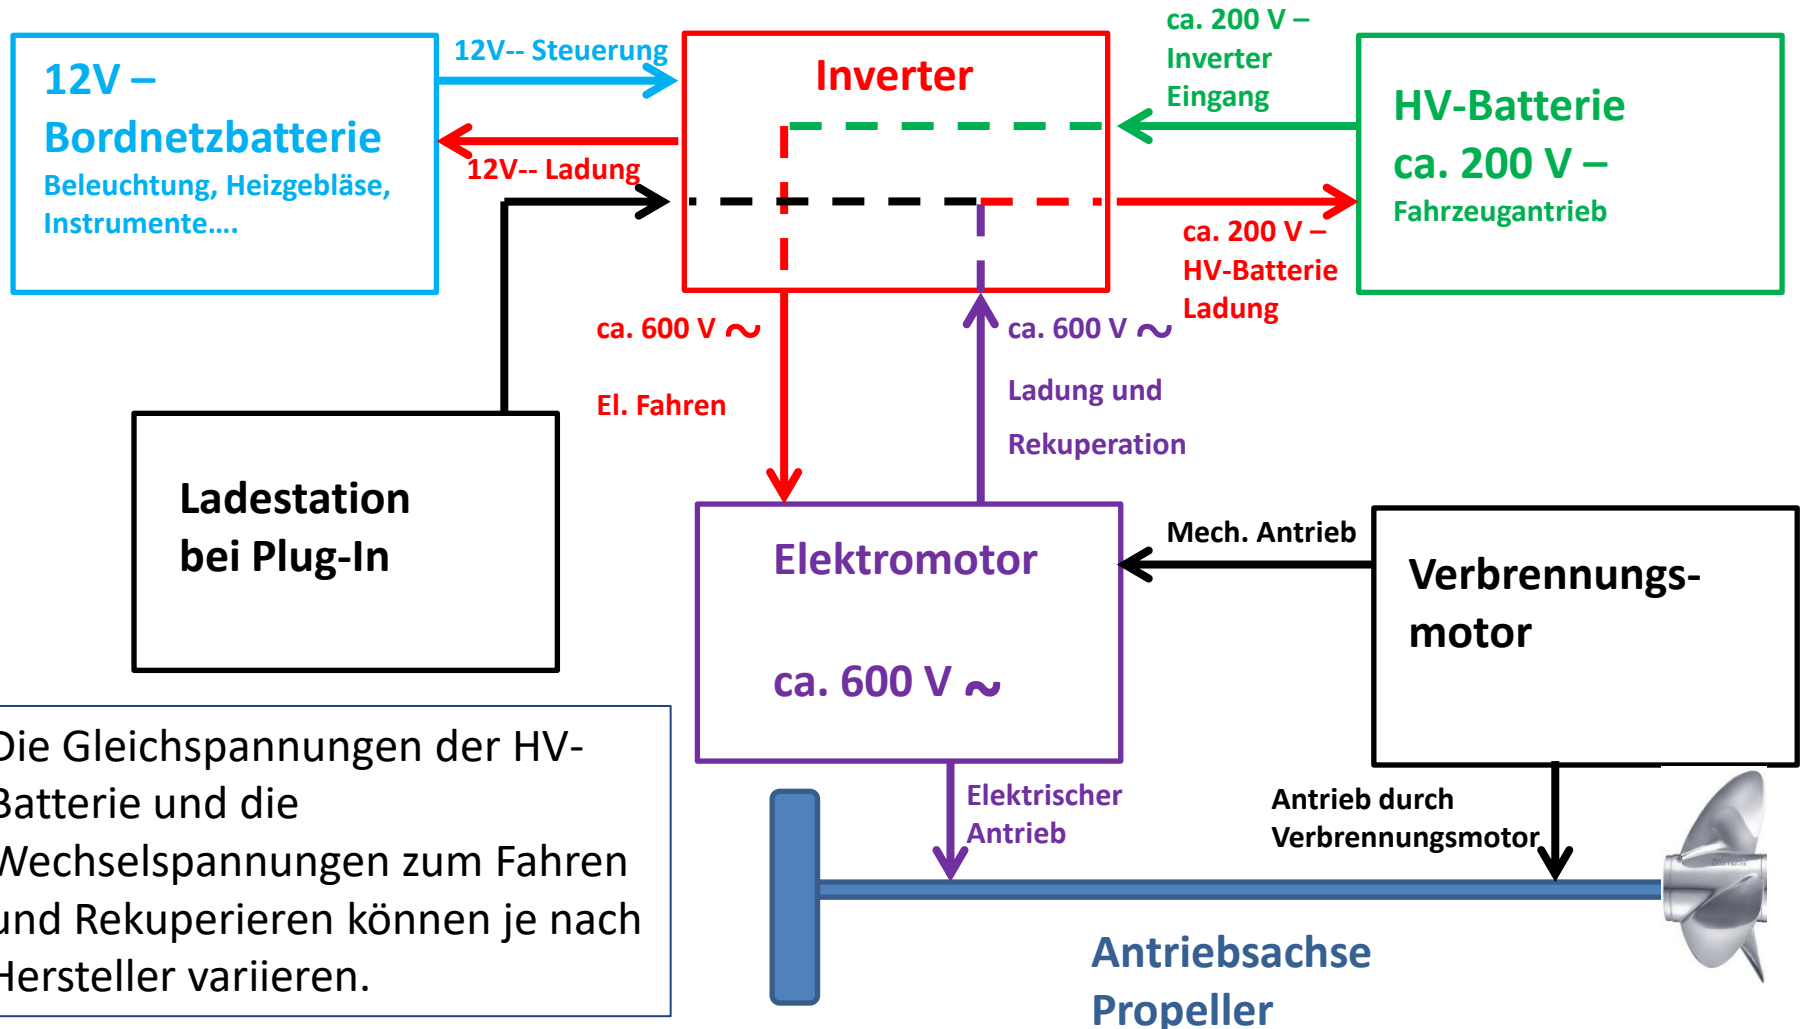 12V –
Bordnetzbatterie
Beleuchtung, Heizgebläse,
Instrumente....
12V-- Steuerung
12V-- Ladung
Inverter
ca. 200 V –
Inverter
Eingang
HV-Batterie
ca. 200 V –
Fahrzeugantrieb
ca. 200 V –
HV-Batterie
Ladung
ca. 600 V ~
El. Fahren
ca. 600 V ~
Ladung und
Rekuperation
Ladestation
bei Plug-In
Elektromotor
ca. 600 V ~
Mech. Antrieb
Verbrennungs-
motor
Die Gleichspannungen der HV-
Batterie und die
Wechselspannungen zum Fahren
und Rekuperieren können je nach
Hersteller variieren.
Elektrischer
Antrieb
Antrieb durch
Verbrennungsmotor
Antriebsachse
Propeller